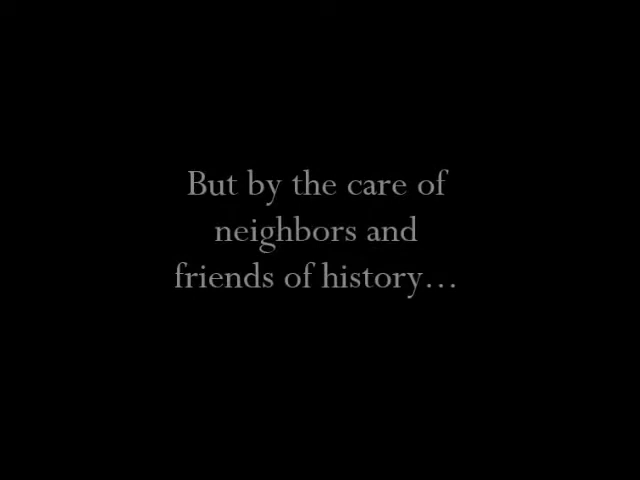 But by the care of
neighbors and
friends of history…